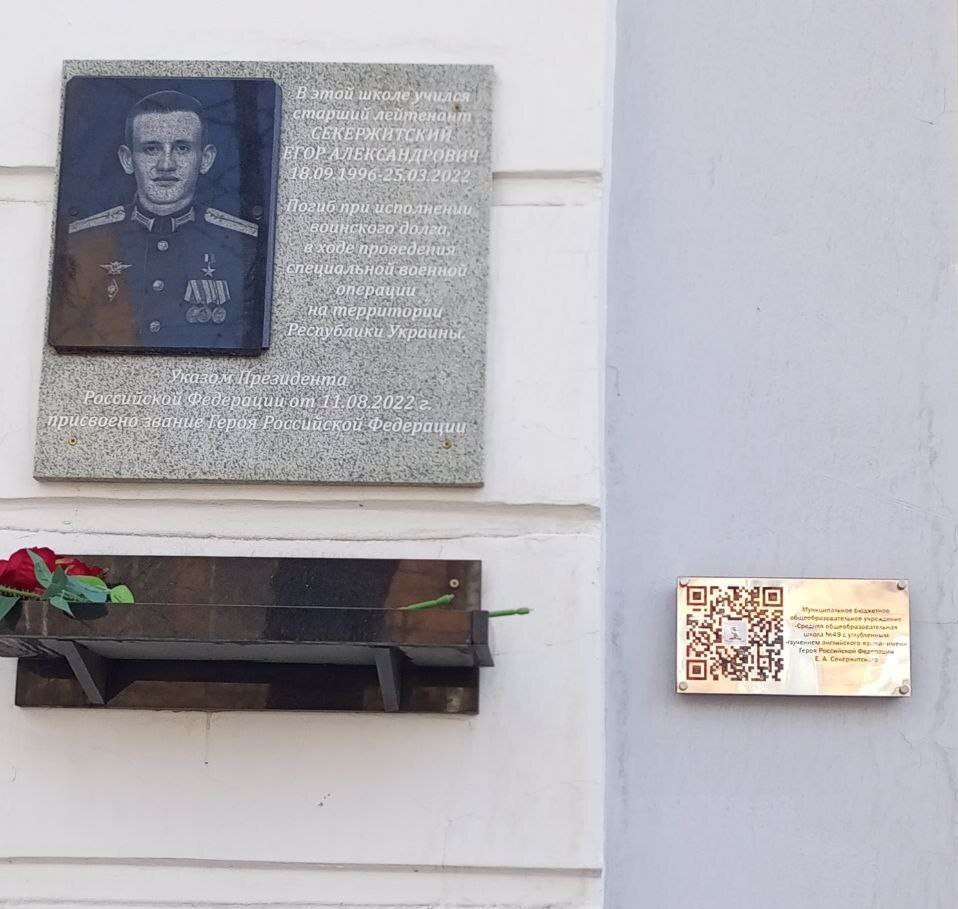 В этой школе учился
старший лейтенант
СЕКЕРЖИТСКИЙ
ЕГОР АЛЕКСАНДРОВИЧ
18.09.1996-25.03.2022
Погиб при исполнении
воинского долга,
в ходе проведения
специальной военной
операции
на территории
Республики Украины.
Указом Президента
Российской Федерации от 11.08.2022 г.
присвоено звание Героя Российской Федерации
Муниципальное бюджетное
общеобразовательное учреждение
«Средняя общеобразовательная
школа №49 с углубленным
изучением английского языка» имени
Героя Российской Федерации
Е. А. Секержитского